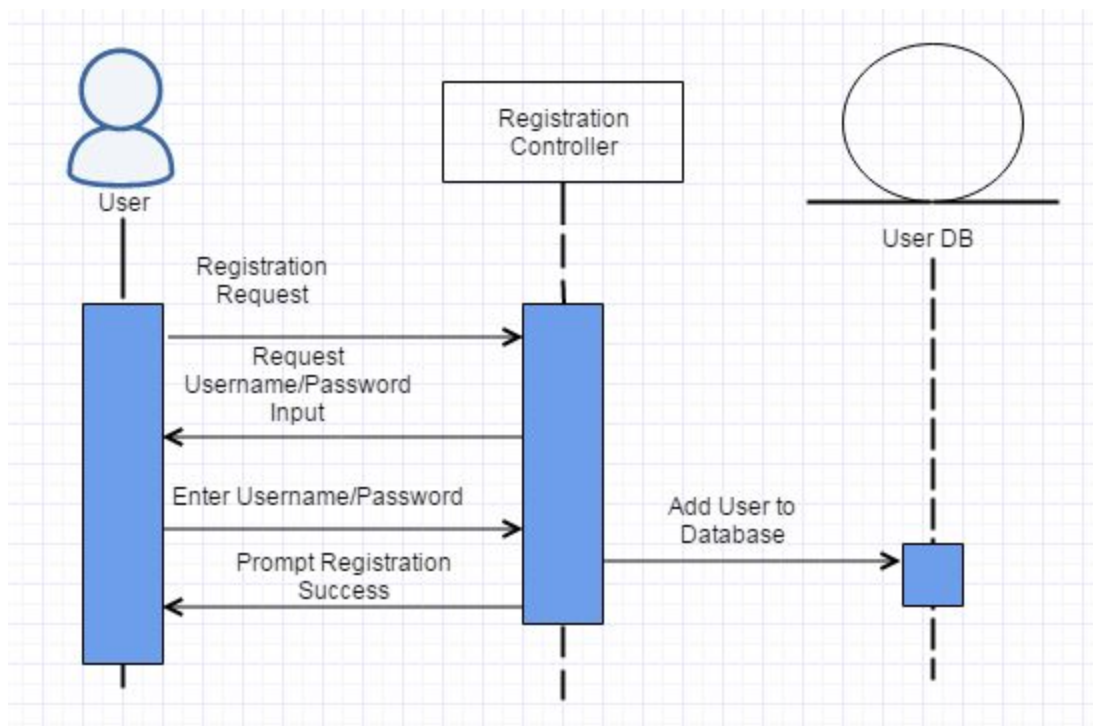 Registration
Controller
User
User DB
Registration
Request
Request
Username/Password
Input
Enter Username/Password
Add User to
Database
Prompt Registration
Success